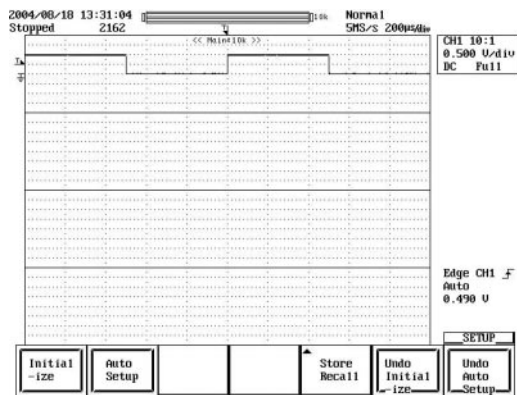 2004/08/18 13:31:04 10k Normal
Stopped 2162 5MS/s 200µs/div
<< Main:10k >>
CH1 10:1
0.500 V/div
DC Full
Edge CH1
Auto
0.490 V
SETUP
Initial
-ize
Auto
Setup
Store
Recall
Undo
Initial
-ize
Undo
Auto
Setup